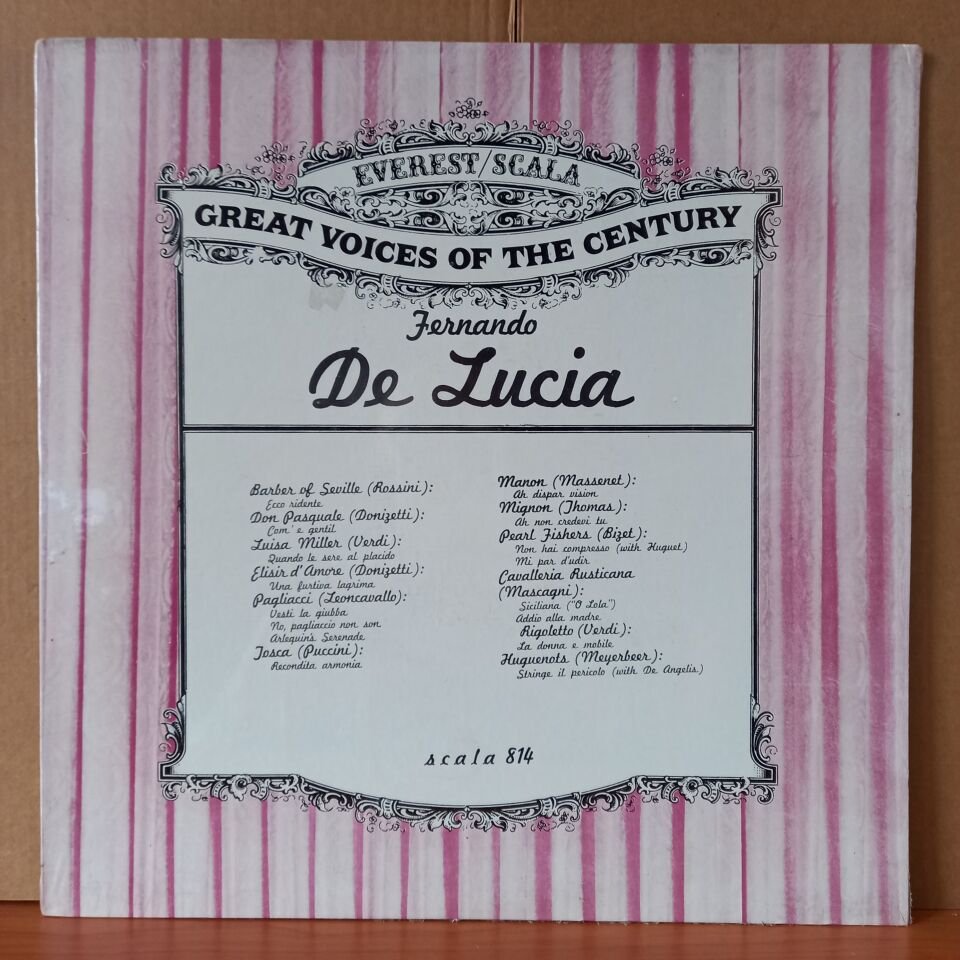 EVEREST/SCALA
GREAT VOICES OF THE CENTURY
Fernando
De Lucia
Barber of Seville (Rossini):
Ecco ridente
Don Pasquale (Donizetti):
Com' e gentil
Luisa Miller (Verdi):
Quando le sere al placido
Elisir d'Amore (Donizetti):
Una furtiva lagrima
Pagliacci (Leoncavallo):
Vesti la giubba
No, pagliaccio non son
Arlequin's Serenade
Tosca (Puccini):
Recondita armonia
Manon (Massenet):
Ah dispar vision
Mignon (Thomas):
Ah non credevi tu
Pearl Fishers (Bizet):
Non hai compresso (with Huguet)
Mi par d'udir
Cavalleria Rusticana
(Mascagni):
Siciliana ("O Lola")
Addio alla madre
Rigoletto (Verdi):
La donna e mobile
Huguenots (Meyerbeer):
Stringe il pericolo (with De Angelis)
scala 814